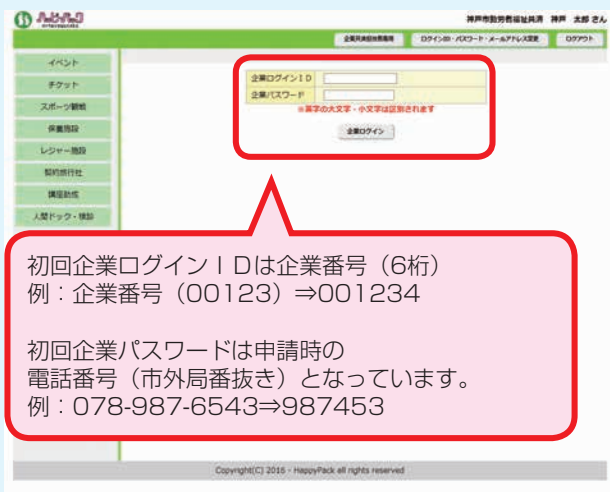 ハッピーパック
神戸市勤労者福祉共済 神戸 太郎 さん
ログインID・パスワード・メールアドレス変更 ログアウト
イベント
チケット
スポーツ観戦
保養施設
レジャー施設
契約旅行社
講座助成
人間ドック・検診
企業ログインID
企業パスワード
※英字の大文字・小文字は区別されます
企業ログイン
初回企業ログインIDは企業番号（6桁）
例：企業番号（00123）⇒001234
初回企業パスワードは申請時の
電話番号（市外局番抜き）となっています。
例：078-987-6543⇒987453
Copyright(C) 2016 - HappyPack all rights reserved